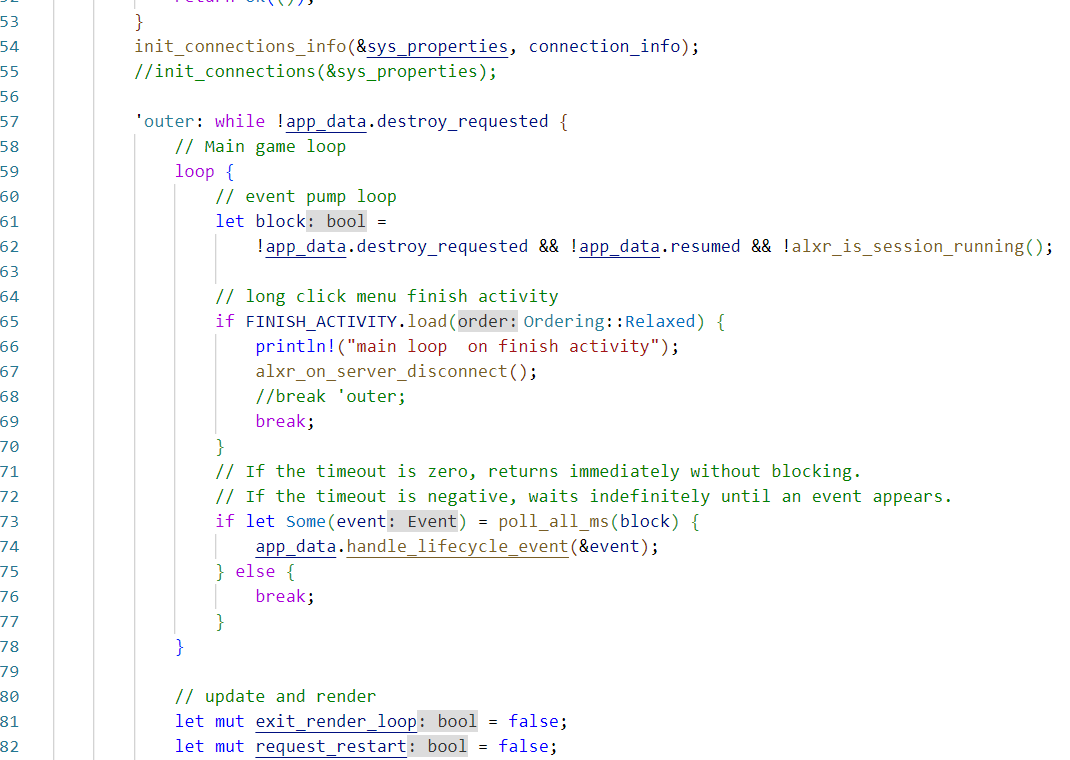 53 }
54 init_connections_info(&sys_properties, connection_info);
55 //init_connections(&sys_properties);
56
57 'outer: while !app_data.destroy_requested {
58 // Main game loop
59 loop {
60 // event pump loop
61 let block: bool =
62 !app_data.destroy_requested && !app_data.resumed && !alxr_is_session_running();
63
64 // long click menu finish activity
65 if FINISH_ACTIVITY.load(order: Ordering::Relaxed) {
66 println!("main loop  on finish activity");
67 alxr_on_server_disconnect();
68 //break 'outer;
69 break;
70 }
71 // If the timeout is zero, returns immediately without blocking.
72 // If the timeout is negative, waits indefinitely until an event appears.
73 if let Some(event: Event) = poll_all_ms(block) {
74 app_data.handle_lifecycle_event(&event);
75 } else {
76 break;
77 }
78 }
79
80 // update and render
81 let mut exit_render_loop: bool = false;
82 let mut request_restart: bool = false;